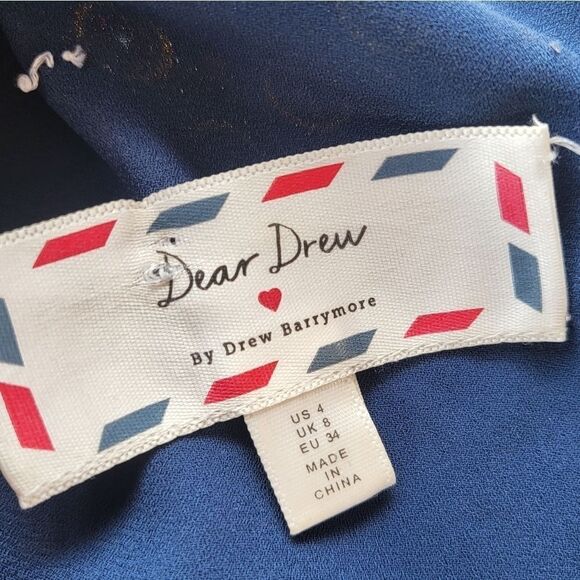 Dear Drew
By Drew Barrymore
US 4
UK 8
EU 34
MADE
IN
CHINA